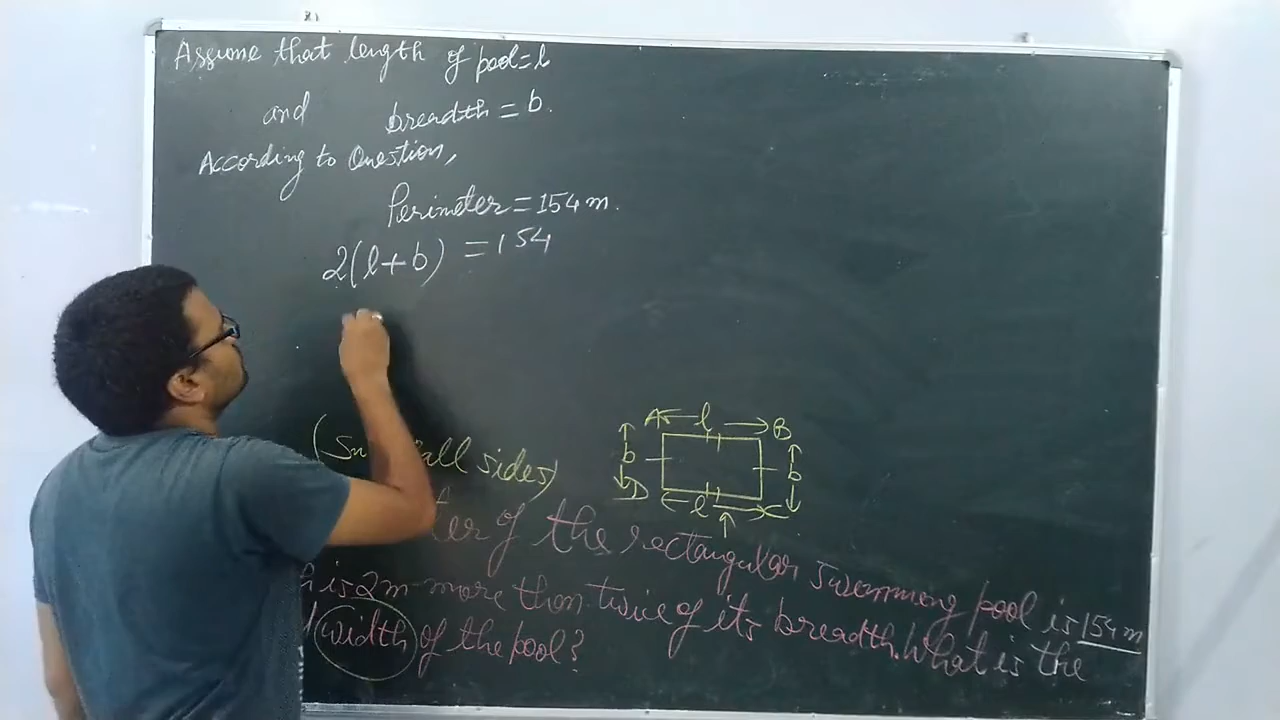 Assume that length of pool = l
and breadth = b.
According to Question,
Perimeter = 154 m.
2(l + b) = 154
all sides)
A l B
b b
D l C
of the rectangular swimming pool is 154 m
is 2m more than twice of its breadth. What is the
width of the pool?